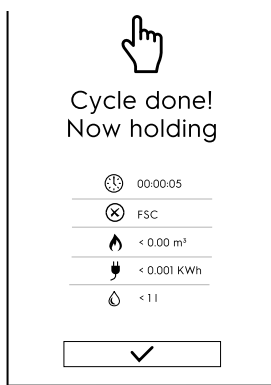 Cycle done!
Now holding
00:00:05
FSC
< 0.00 m³
< 0.001 KWh
< 1 l